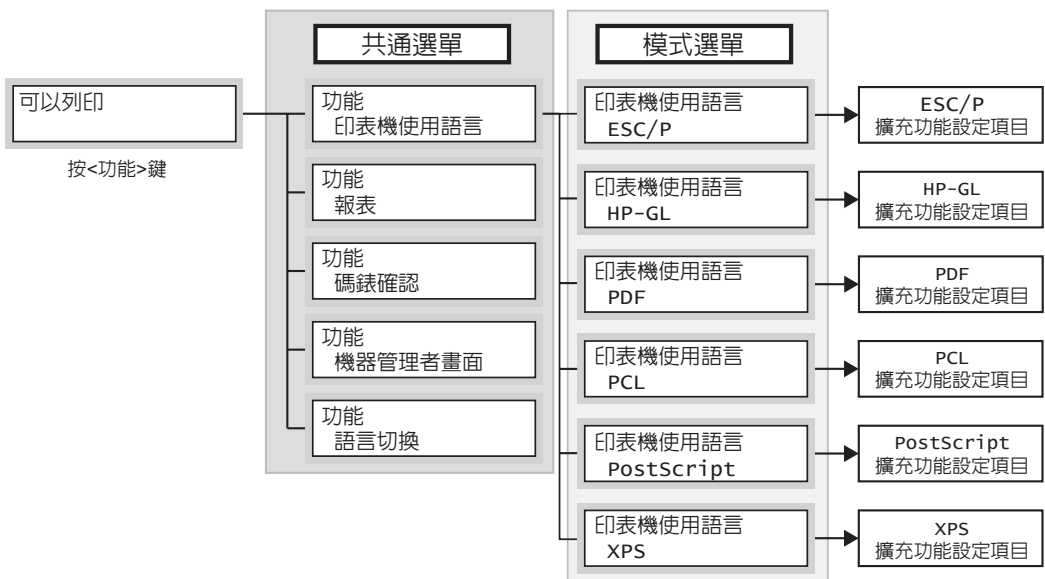 共通選單
模式選單
可以列印
按<功能>鍵
功能
印表機使用語言
功能
報表
功能
碼錶確認
功能
機器管理者畫面
功能
語言切換
印表機使用語言
ESC/P
印表機使用語言
HP-GL
印表機使用語言
PDF
印表機使用語言
PCL
印表機使用語言
PostScript
印表機使用語言
XPS
ESC/P
擴充功能設定項目
HP-GL
擴充功能設定項目
PDF
擴充功能設定項目
PCL
擴充功能設定項目
PostScript
擴充功能設定項目
XPS
擴充功能設定項目